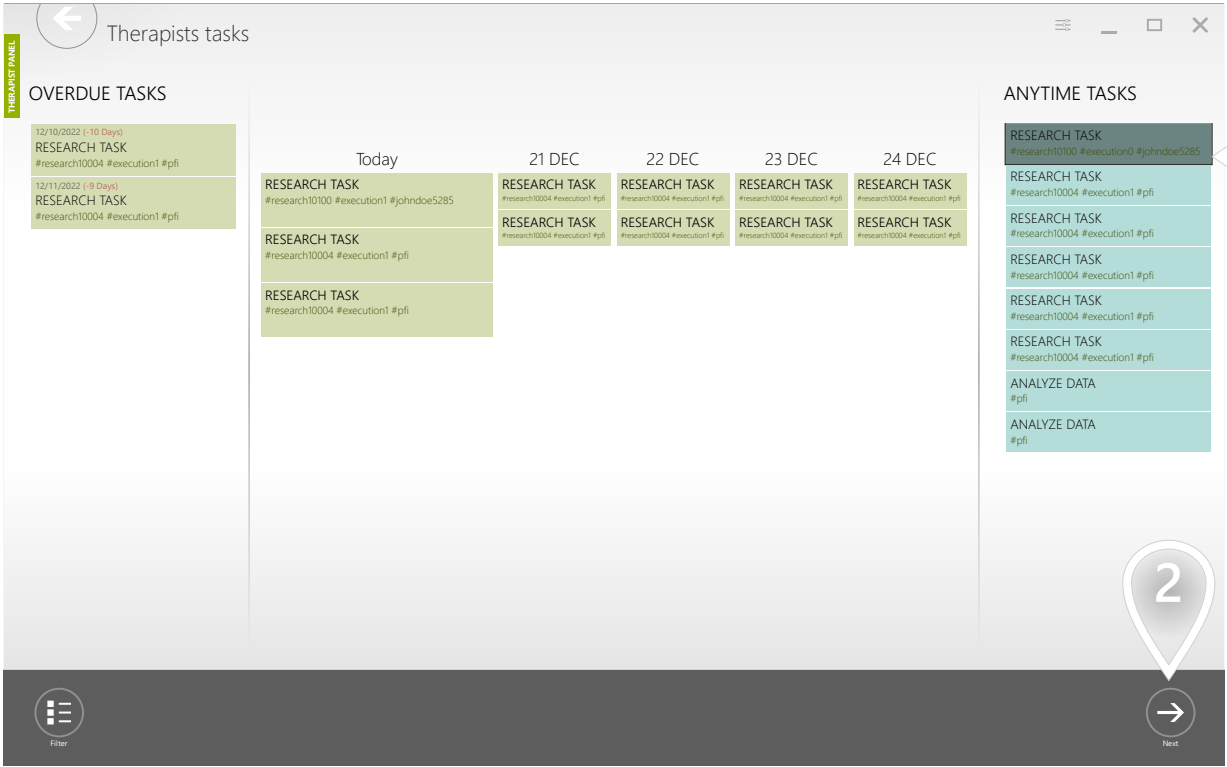 Therapists tasks
THERAPIST PANEL
OVERDUE TASKS
12/10/2022 (-10 Days)
RESEARCH TASK
#research10004 #execution1 #pfi
12/11/2022 (-9 Days)
RESEARCH TASK
#research10004 #execution1 #pfi
Today
RESEARCH TASK
#research10100 #execution1 #johndoe5285
RESEARCH TASK
#research10004 #execution1 #pfi
RESEARCH TASK
#research10004 #execution1 #pfi
21 DEC
RESEARCH TASK
#research10004 #execution1 #pfi
RESEARCH TASK
#research10004 #execution1 #pfi
22 DEC
RESEARCH TASK
#research10004 #execution1 #pfi
RESEARCH TASK
#research10004 #execution1 #pfi
23 DEC
RESEARCH TASK
#research10004 #execution1 #pfi
RESEARCH TASK
#research10004 #execution1 #pfi
24 DEC
RESEARCH TASK
#research10004 #execution1 #pfi
RESEARCH TASK
#research10004 #execution1 #pfi
ANYTIME TASKS
RESEARCH TASK
#research10100 #execution0 #johndoe5285
RESEARCH TASK
#research10004 #execution1 #pfi
RESEARCH TASK
#research10004 #execution1 #pfi
RESEARCH TASK
#research10004 #execution1 #pfi
RESEARCH TASK
#research10004 #execution1 #pfi
RESEARCH TASK
#research10004 #execution1 #pfi
ANALYZE DATA
#pfi
ANALYZE DATA
#pfi
2
Filter
Next